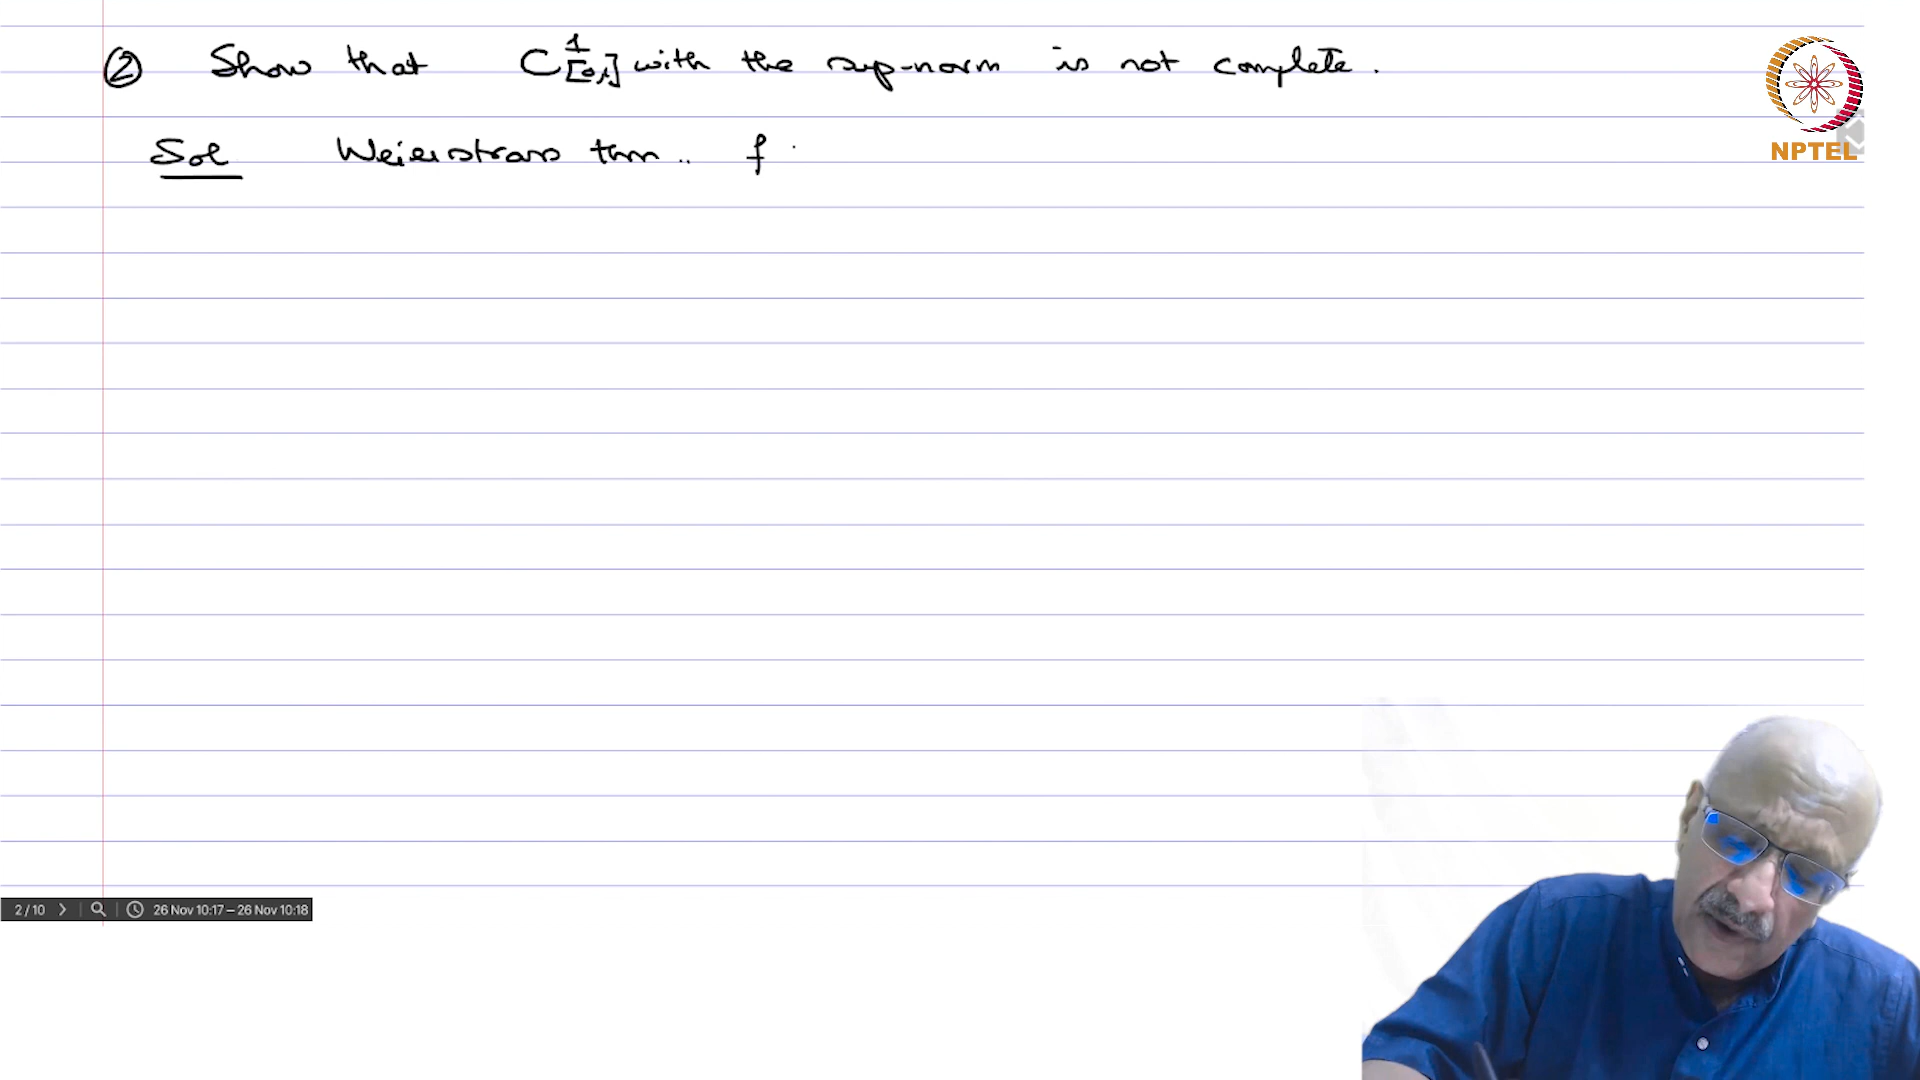 ② Show that C¹[0,1] with the sup-norm is not complete.
Sol Weierstrass thm.. f.
NPTEL
2/10 26 Nov 10:17 – 26 Nov 10:18